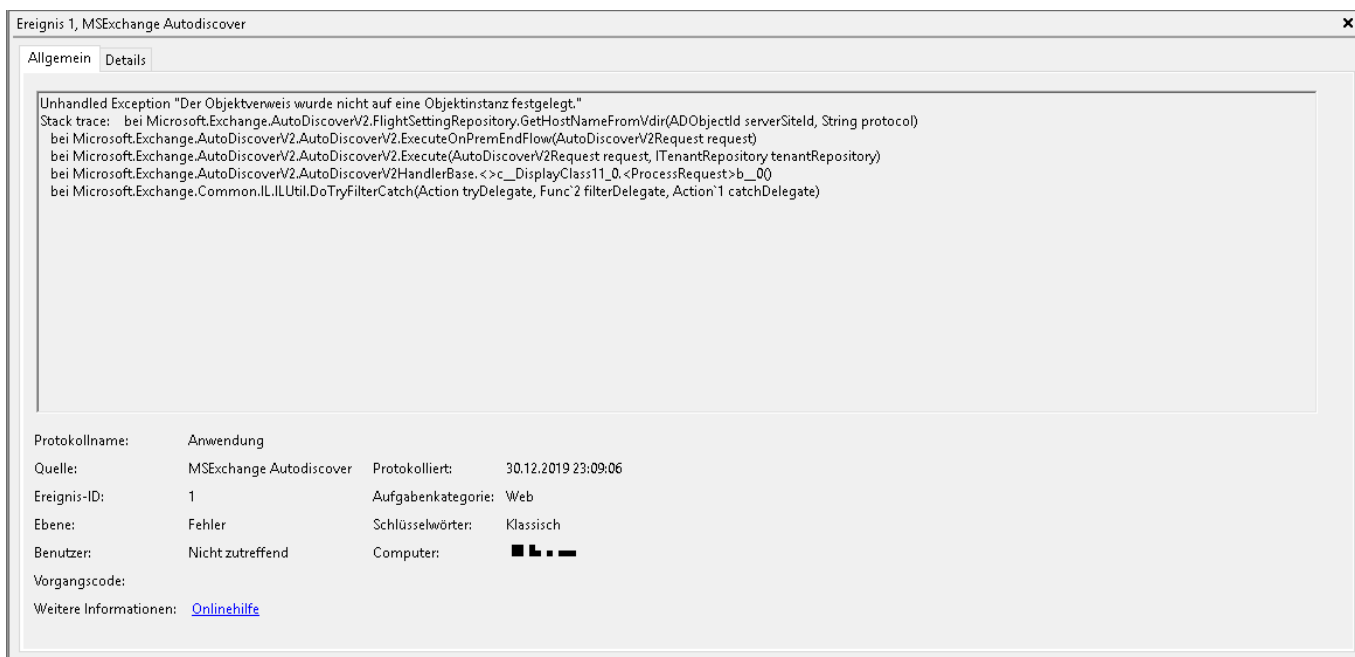 Ereignis 1, MSExchange Autodiscover
Allgemein Details
Unhandled Exception "Der Objektverweis wurde nicht auf eine Objektinstanz festgelegt."
Stack trace: bei Microsoft.Exchange.AutoDiscoverV2.FlightSettingRepository.GetHostNameFromVdir(ADObjectId serverSiteId, String protocol)
bei Microsoft.Exchange.AutoDiscoverV2.AutoDiscoverV2.ExecuteOnPremEndFlow(AutoDiscoverV2Request request)
bei Microsoft.Exchange.AutoDiscoverV2.AutoDiscoverV2.Execute(AutoDiscoverV2Request request, ITenantRepository tenantRepository)
bei Microsoft.Exchange.AutoDiscoverV2.AutoDiscoverV2HandlerBase.<>c__DisplayClass11_0.<ProcessRequest>b__0()
bei Microsoft.Exchange.Common.IL.ILUtil.DoTryFilterCatch(Action tryDelegate, Func`2 filterDelegate, Action`1 catchDelegate)
Protokollname: Anwendung
Quelle: MSExchange Autodiscover Protokolliert: 30.12.2019 23:09:06
Ereignis-ID: 1 Aufgabenkategorie: Web
Ebene: Fehler Schlüsselwörter: Klassisch
Benutzer: Nicht zutreffend Computer:
Vorgangscode:
Weitere Informationen: Onlinehilfe